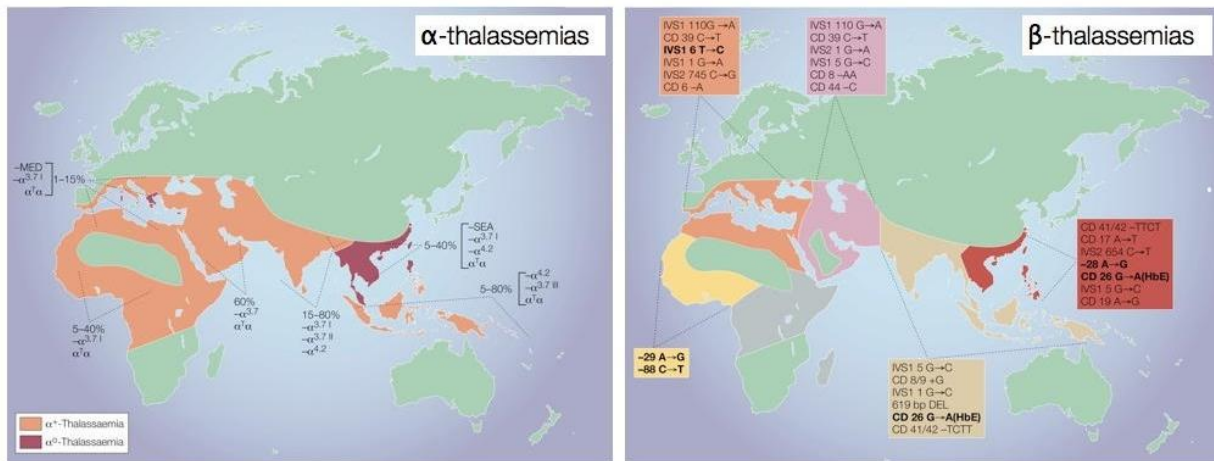 α-thalassemias
–MED
–α3.7 I
αTα
1–15%
5–40%
–α3.7 I
αTα
60%
–α3.7
αTα
15–80%
–α3.7 I
–α3.7 II
–α4.2
5–40%
–SEA
–α3.7 I
–α4.2
αTα
5–80%
–α4.2
–α3.7 III
αTα
α+-Thalassaemia
α0-Thalassaemia
β-thalassemias
IVS1 110G→A
CD 39 C→T
IVS1 6 T→C
IVS1 1 G→A
IVS2 745 C→G
CD 6 –A
IVS1 110 G→A
CD 39 C→T
IVS2 1 G→A
IVS1 5 G→C
CD 8 –AA
CD 44 –C
CD 41/42 –TTCT
CD 17 A→T
IVS2 654 C→T
–28 A→G
CD 26 G→A(HbE)
IVS1 5 G→C
CD 19 A→G
–29 A→G
–88 C→T
IVS1 5 G→C
CD 8/9 +G
IVS1 1 G→C
619 bp DEL
CD 26 G→A(HbE)
CD 41/42 –TCTT